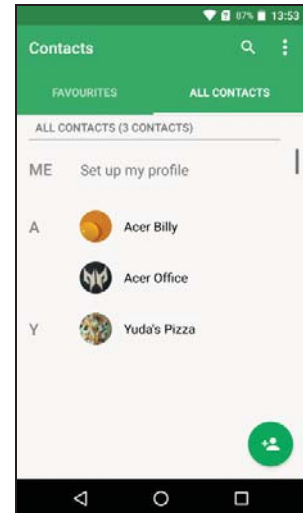 87% 13:53
Contacts
FAVOURITES ALL CONTACTS
ALL CONTACTS (3 CONTACTS)
ME Set up my profile
A Acer Billy
Acer Office
Y Yuda's Pizza